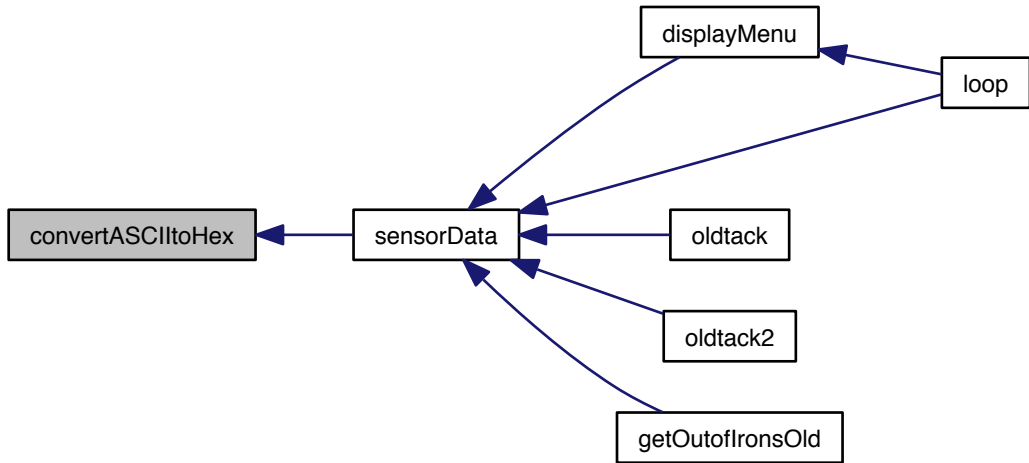 displayMenu
loop
convertASCIItoHex
sensorData
oldtack
oldtack2
getOutofIronsOld